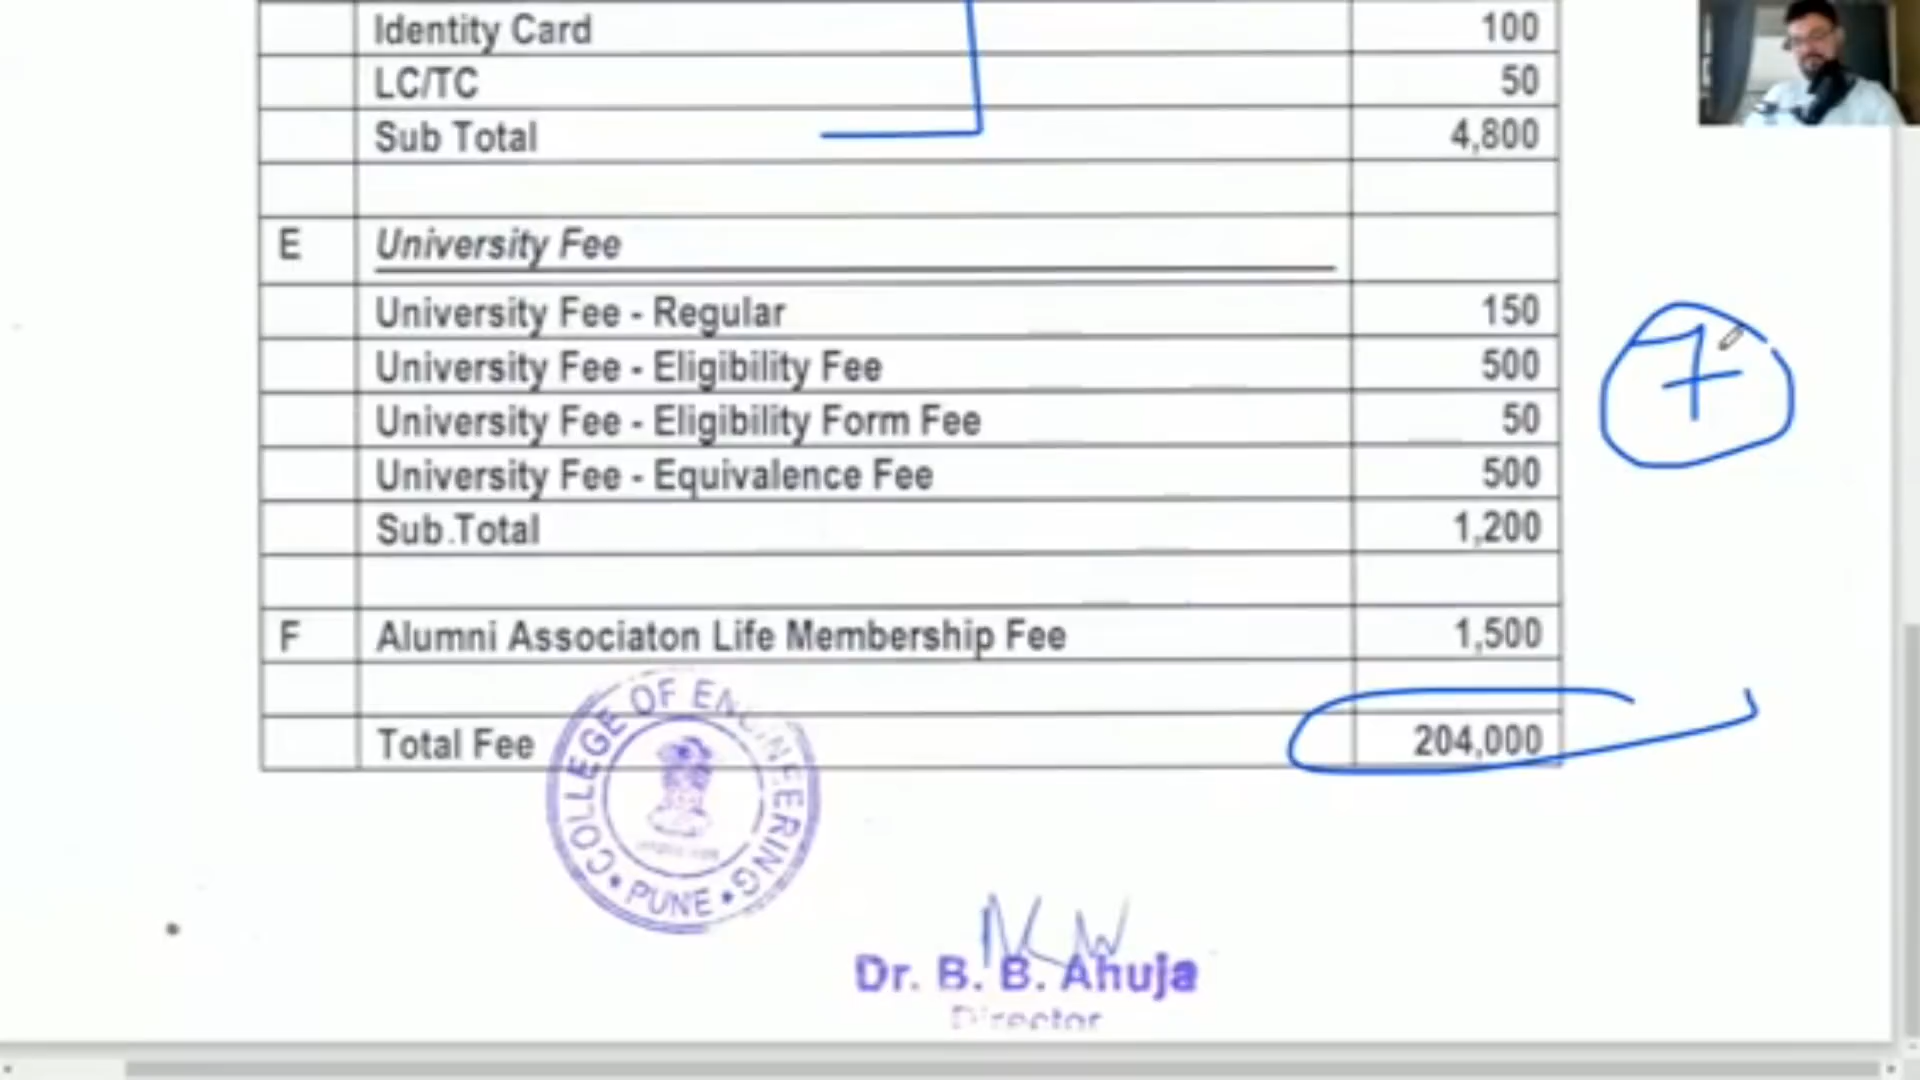 Identity Card 100
LC/TC 50
Sub Total 4,800
E University Fee
University Fee - Regular 150
University Fee - Eligibility Fee 500
University Fee - Eligibility Form Fee 50
7
University Fee - Equivalence Fee 500
Sub.Total 1,200
F Alumni Associaton Life Membership Fee 1,500
Total Fee 204,000
COLLEGE OF ENGINEERING
• PUNE •
Dr. B. B. Ahuja
Director